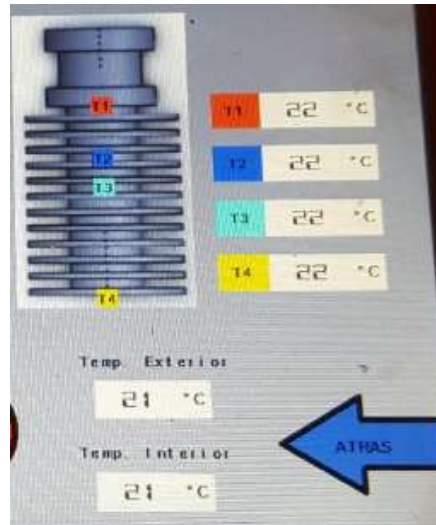 T1
T2
T3
T4
T1 22 °C
T2 22 °C
T3 22 °C
T4 22 °C
Temp. Exterior
21 °C
Temp. Interior
21 °C
ATRAS